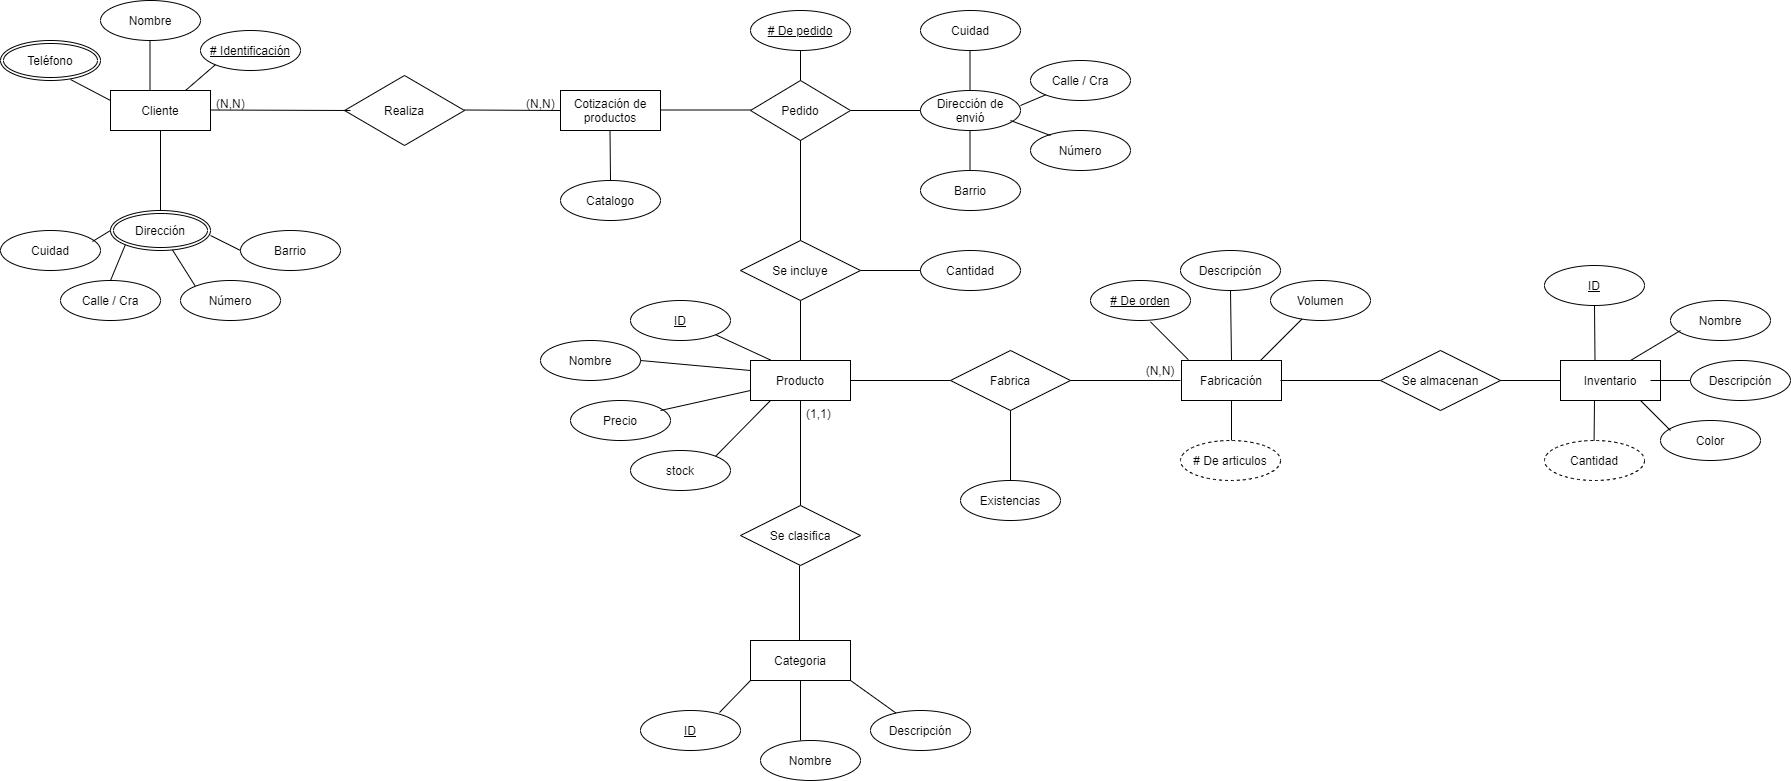 Nombre
# Identificación
Teléfono
Cliente
(N,N)
Realiza
(N,N)
Cotización de
productos
Catalogo
# De pedido
Pedido
Cuidad
Calle / Cra
Dirección de
envió
Número
Barrio
Dirección
Cuidad
Calle / Cra
Número
Barrio
Se incluye
Cantidad
ID
Nombre
Precio
stock
Producto
(1,1)
Fabrica
Existencias
(N,N)
# De orden
Descripción
Volumen
Fabricación
# De articulos
Se almacenan
ID
Nombre
Inventario
Descripción
Color
Cantidad
Se clasifica
Categoria
ID
Nombre
Descripción